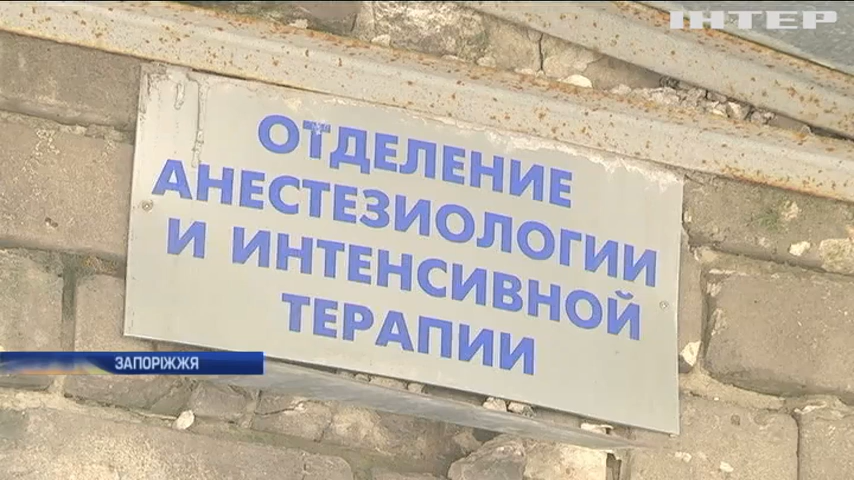 ІНТЕР
ОТДЕЛЕНИЕ
АНЕСТЕЗИОЛОГИИ
И ИНТЕНСИВНОЙ
ТЕРАПИИ
ЗАПОРІЖЖЯ